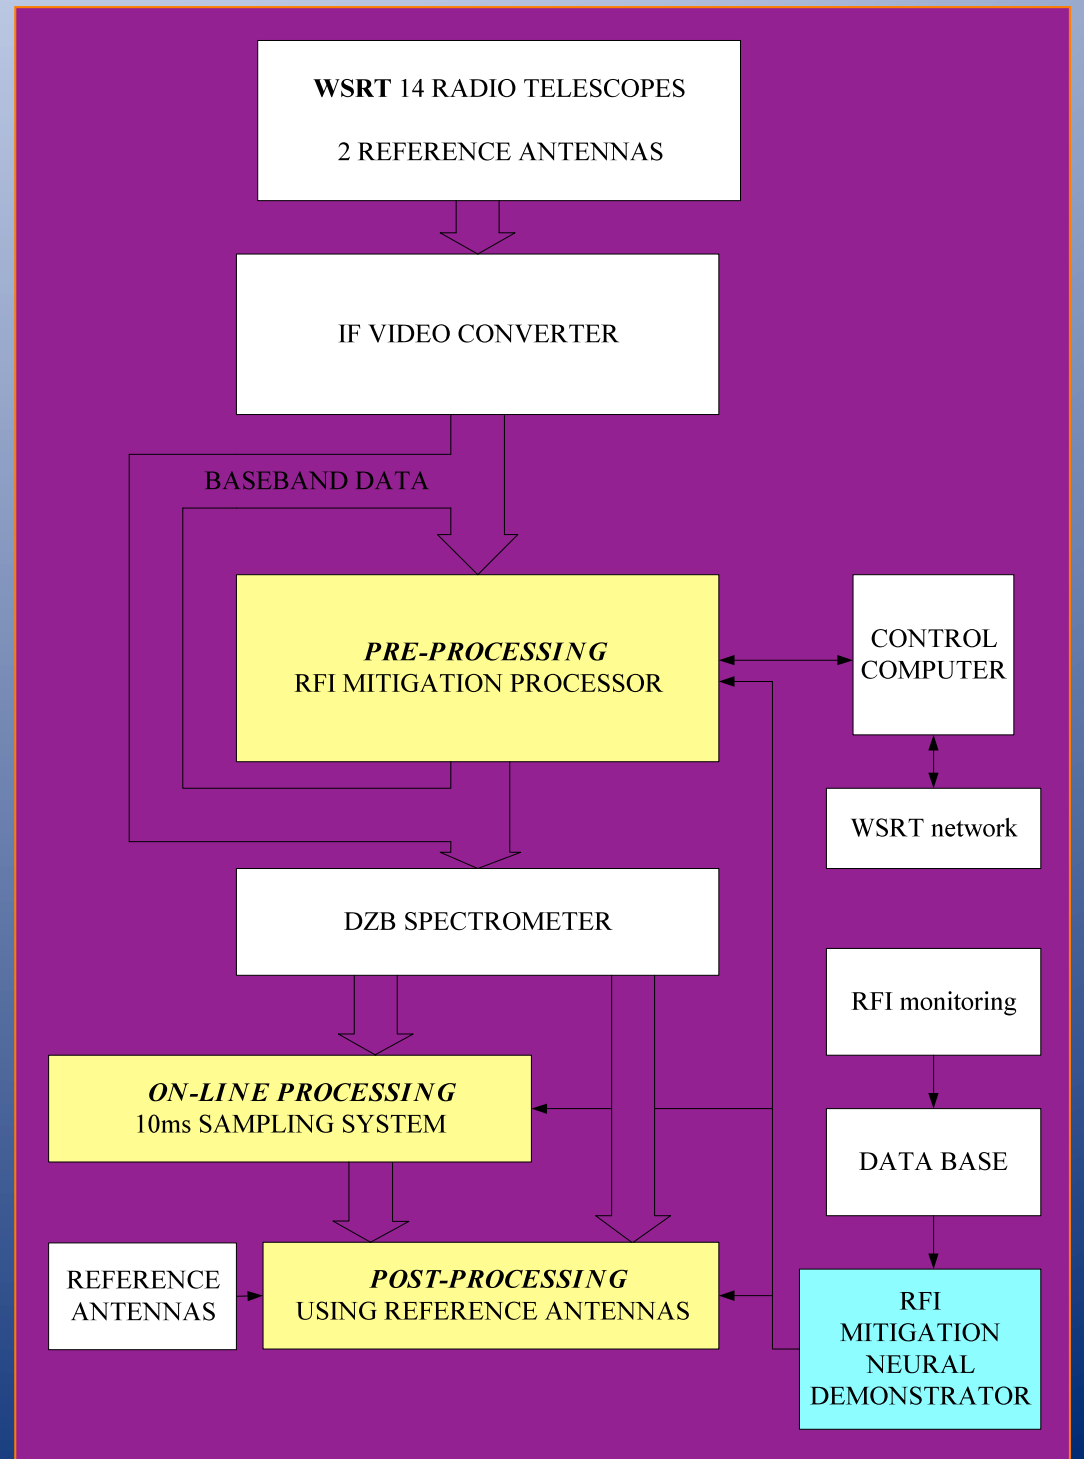 WSRT 14 RADIO TELESCOPES
2 REFERENCE ANTENNAS
IF VIDEO CONVERTER
BASEBAND DATA
PRE-PROCESSING
RFI MITIGATION PROCESSOR
CONTROL
COMPUTER
WSRT network
DZB SPECTROMETER
RFI monitoring
ON-LINE PROCESSING
10ms SAMPLING SYSTEM
DATA BASE
REFERENCE
ANTENNAS
POST-PROCESSING
USING REFERENCE ANTENNAS
RFI
MITIGATION
NEURAL
DEMONSTRATOR